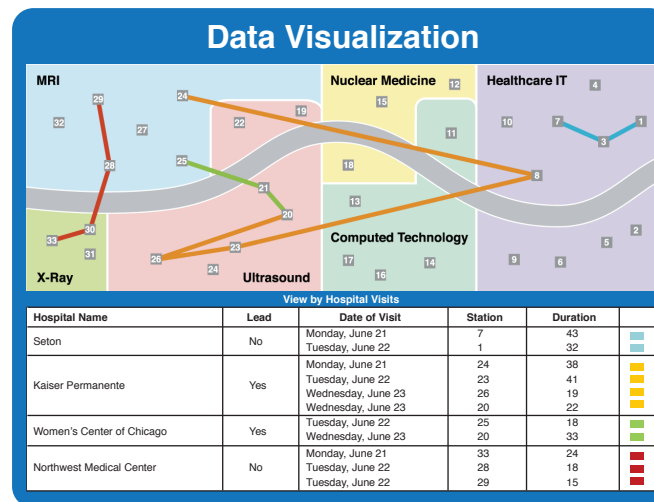 Data Visualization
MRI
Nuclear Medicine
Healthcare IT
29
24
32
27
22
19
15
12
4
10
7
1
3
11
28
25
18
8
21
20
13
30
33
31
26
23
24
Computed Technology
17
16
14
9
6
5
2
X-Ray
Ultrasound
View by Hospital Visits
Hospital Name Lead Date of Visit Station Duration
Seton No Monday, June 21 7 43
Tuesday, June 22 1 32
Kaiser Permanente Yes Monday, June 21 24 38
Tuesday, June 22 23 41
Wednesday, June 23 26 19
Wednesday, June 23 20 22
Women's Center of Chicago Yes Tuesday, June 22 25 18
Wednesday, June 23 20 33
Northwest Medical Center No Monday, June 21 33 24
Tuesday, June 22 28 18
Tuesday, June 22 29 15